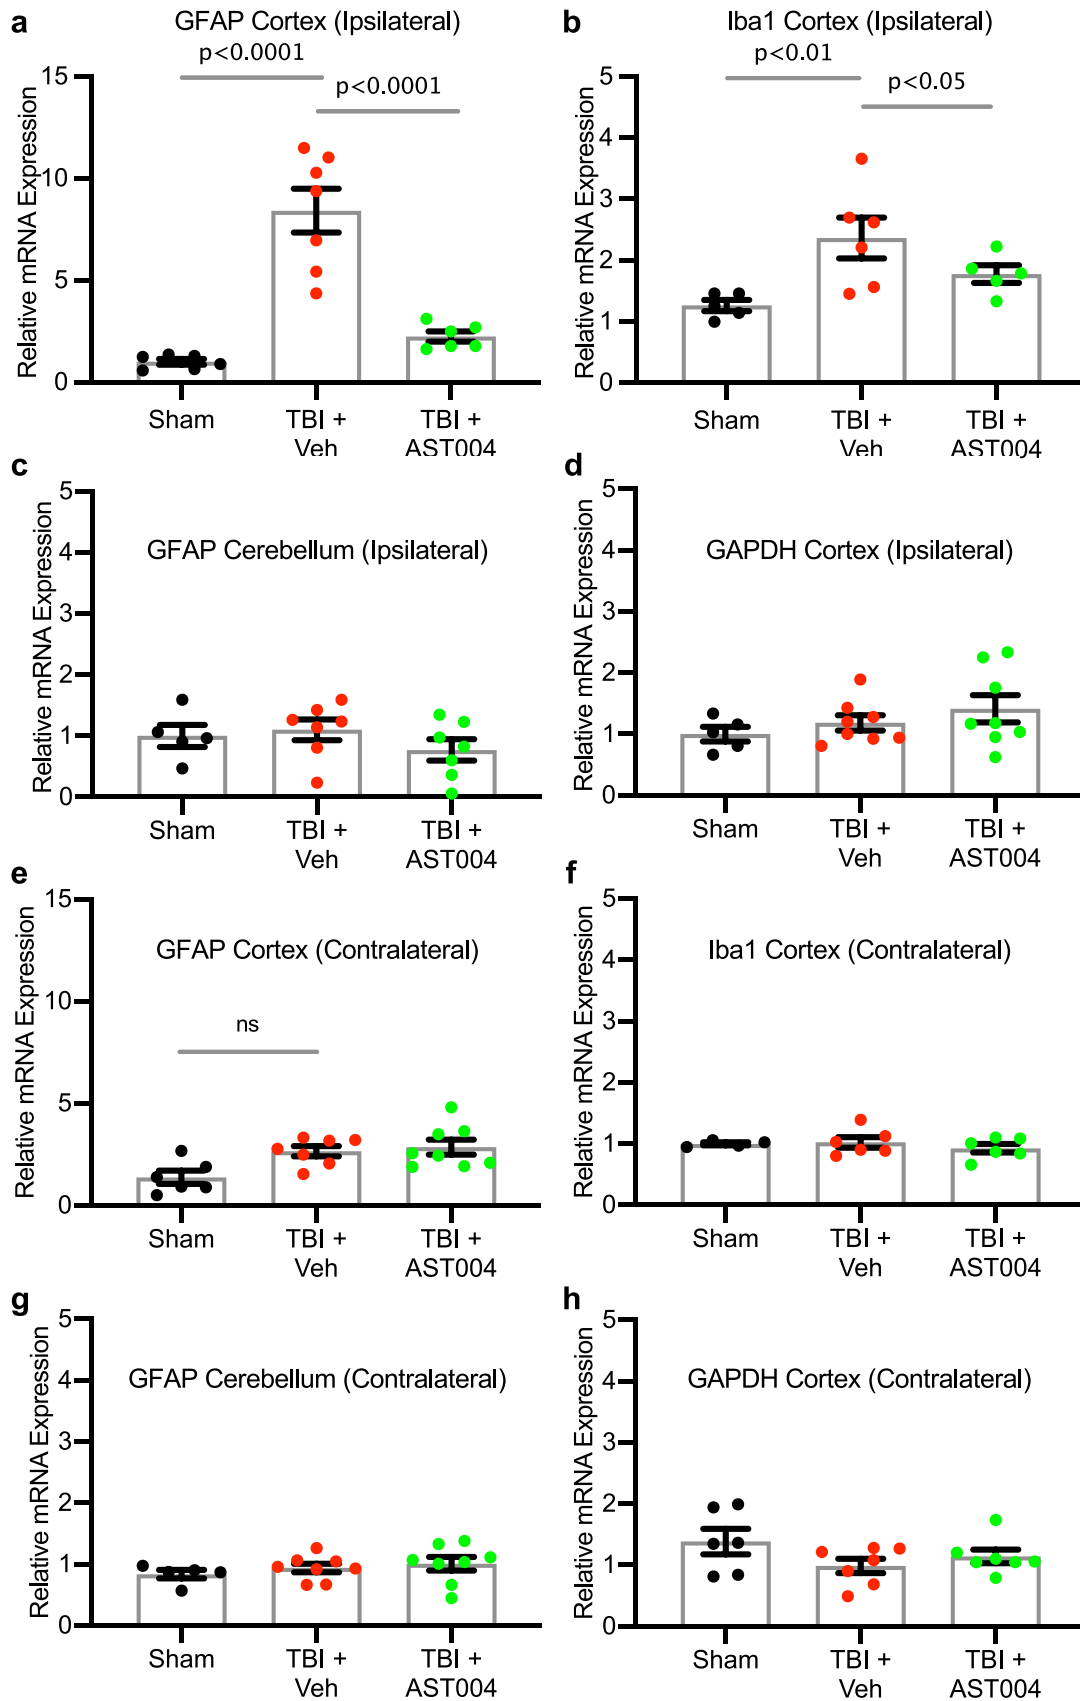 a
GFAP Cortex (Ipsilateral)
p<0.0001
p<0.0001
Relative mRNA Expression
15
10
5
0
Sham
TBI +
Veh
TBI +
AST004
b
Iba1 Cortex (Ipsilateral)
p<0.01
p<0.05
Relative mRNA Expression
5
4
3
2
1
0
Sham
TBI +
Veh
TBI +
AST004
c
GFAP Cerebellum (Ipsilateral)
Relative mRNA Expression
5
4
3
2
1
0
Sham
TBI +
Veh
TBI +
AST004
d
GAPDH Cortex (Ipsilateral)
Relative mRNA Expression
5
4
3
2
1
0
Sham
TBI +
Veh
TBI +
AST004
e
GFAP Cortex (Contralateral)
ns
Relative mRNA Expression
15
10
5
0
Sham
TBI +
Veh
TBI +
AST004
f
Iba1 Cortex (Contralateral)
Relative mRNA Expression
5
4
3
2
1
0
Sham
TBI +
Veh
TBI +
AST004
g
GFAP Cerebellum (Contralateral)
Relative mRNA Expression
5
4
3
2
1
0
Sham
TBI +
Veh
TBI +
AST004
h
GAPDH Cortex (Contralateral)
Relative mRNA Expression
5
4
3
2
1
0
Sham
TBI +
Veh
TBI +
AST004